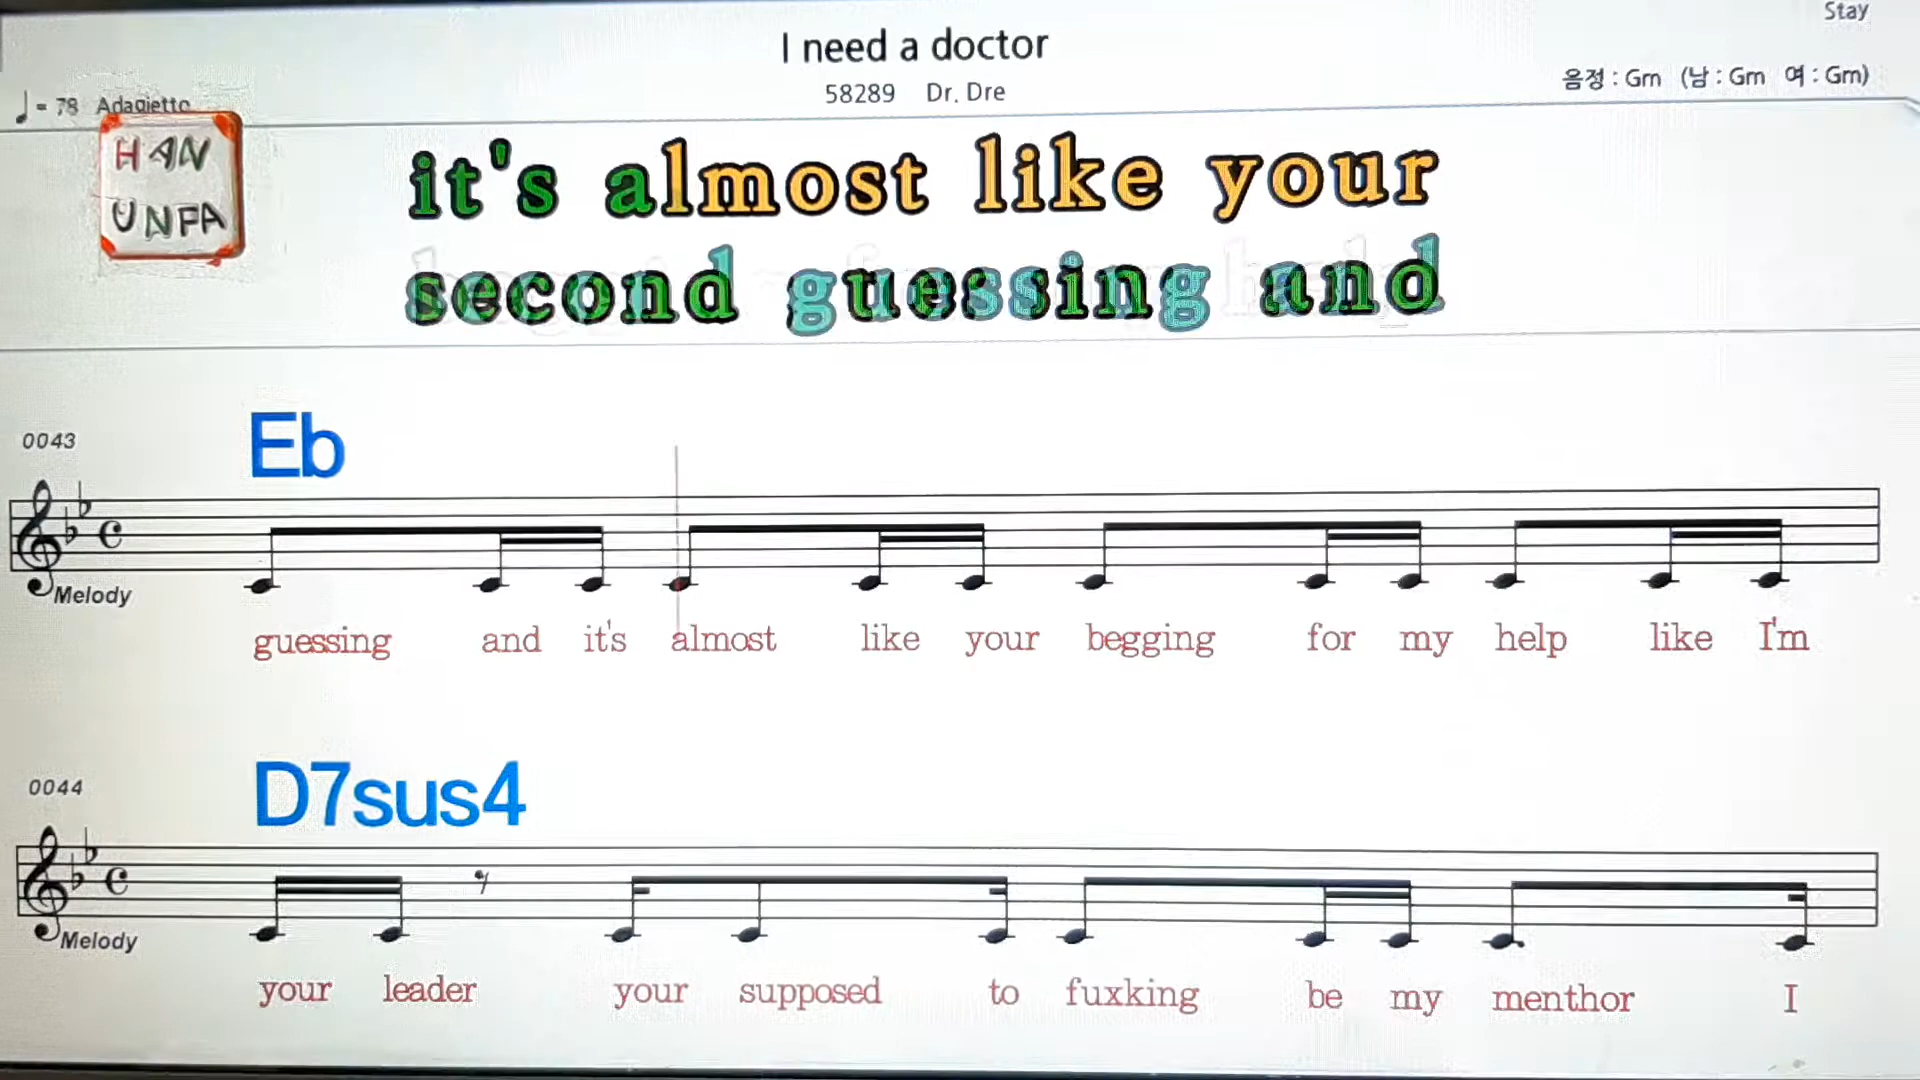 Stay
I need a doctor
58289 Dr. Dre
음정 : Gm (남 : Gm 여 : Gm)
♩ = 78 Adagietto
HAN
UNFA
it's almost like your
second guessing and
0043
Eb
Melody
guessing and it's almost like your begging for my help like I'm
0044
D7sus4
Melody
your leader your supposed to fuxking be my menthor I